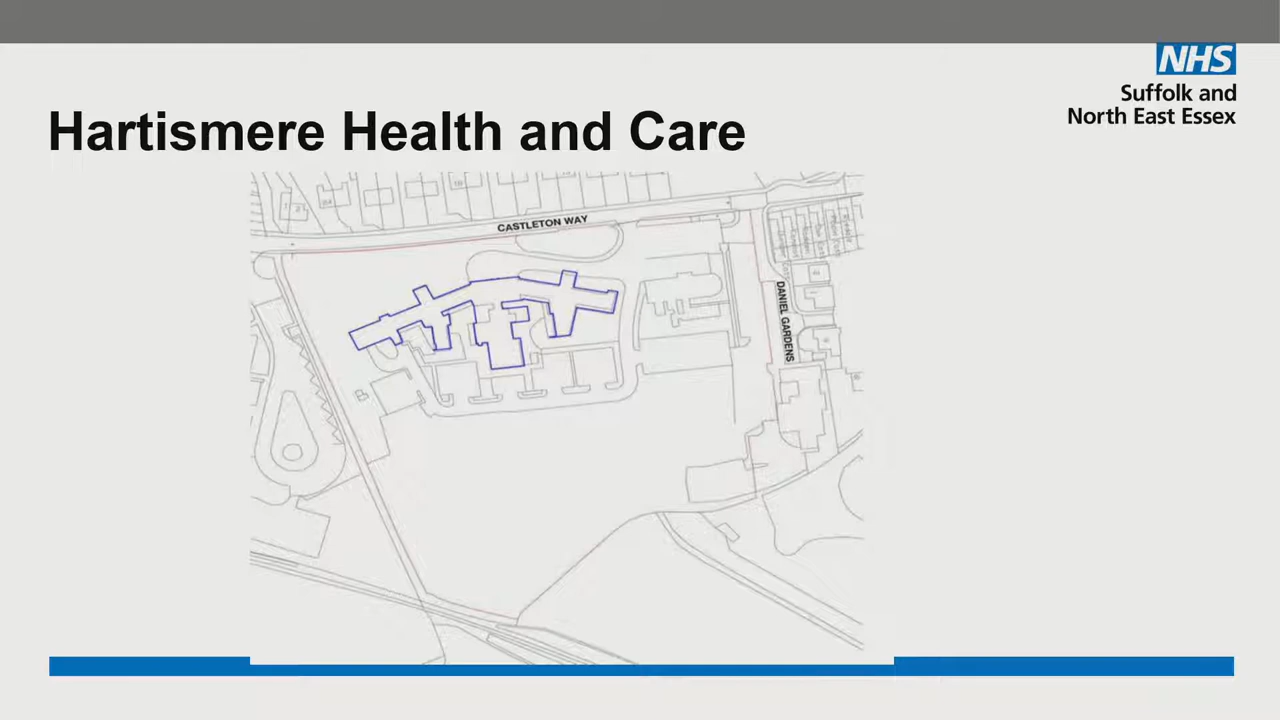 NHS
Suffolk and
North East Essex
Hartismere Health and Care
CASTLETON WAY
DANIEL GARDENS